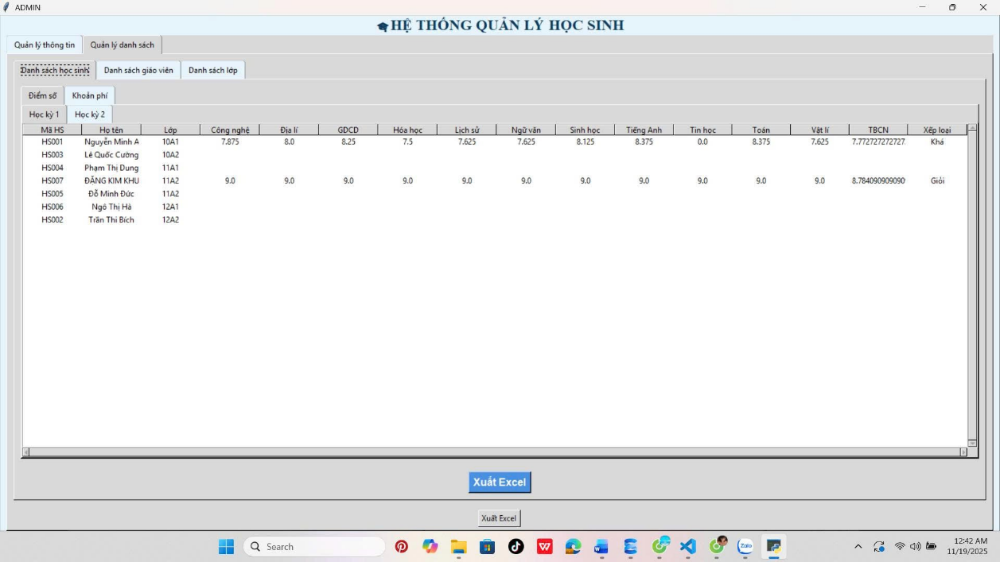 ADMIN
HỆ THỐNG QUẢN LÝ HỌC SINH
Quản lý thông tin Quản lý danh sách
Danh sách học sinh Danh sách giáo viên Danh sách lớp
Điểm số Khoản phí
Học kỳ 1 Học kỳ 2
Mã HS Họ tên Lớp Công nghệ Địa lí GDCD Hóa học Lịch sử Ngữ văn Sinh học Tiếng Anh Tin học Toán Vật lí TBCN Xếp loại
HS001 Nguyễn Minh A 10A1 7.875 8.0 8.25 7.5 7.625 7.625 8.125 8.375 0.0 8.375 7.625 7.772727272727 Khá
HS003 Lê Quốc Cường 10A2
HS004 Phạm Thị Dung 11A1
HS007 ĐẶNG KIM KHU 11A2 9.0 9.0 9.0 9.0 9.0 9.0 9.0 9.0 9.0 9.0 9.0 8.784090909090 Giỏi
HS005 Đỗ Minh Đức 11A2
HS006 Ngô Thị Hà 12A1
HS002 Trần Thi Bích 12A2
Xuất Excel
Xuất Excel
Search
Zalo
12:42 AM
11/19/2025